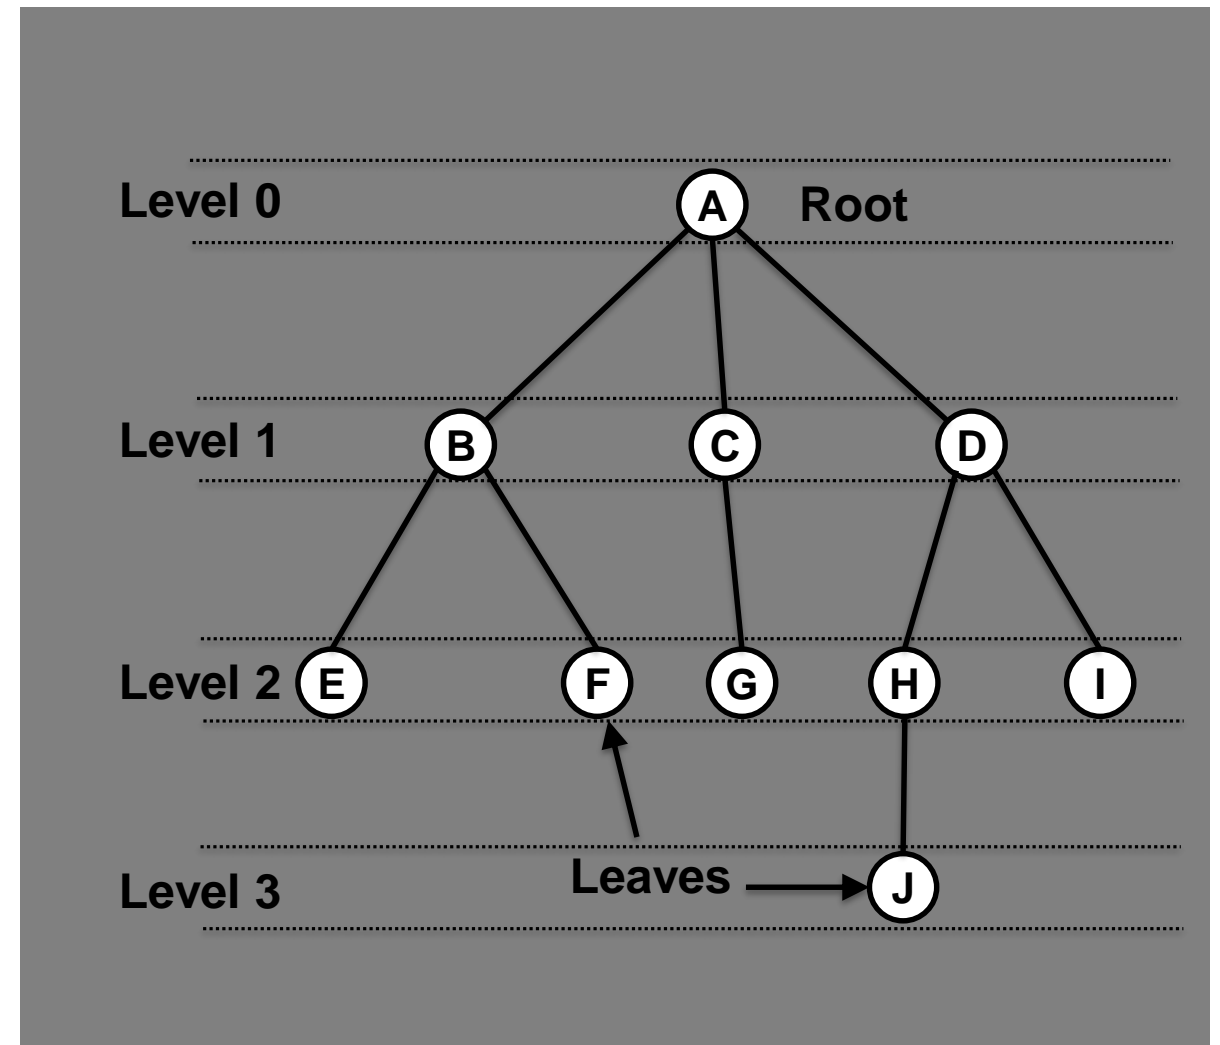 Level 0 A Root
Level 1 B C D
Level 2 E F G H I
Leaves
Level 3 J